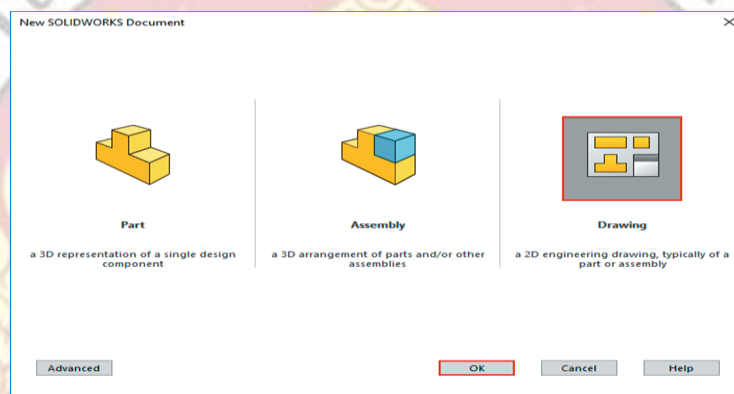 New SOLIDWORKS Document
Part
a 3D representation of a single design
component
Assembly
a 3D arrangement of parts and/or other
assemblies
Drawing
a 2D engineering drawing, typically of a
part or assembly
Advanced
OK
Cancel
Help